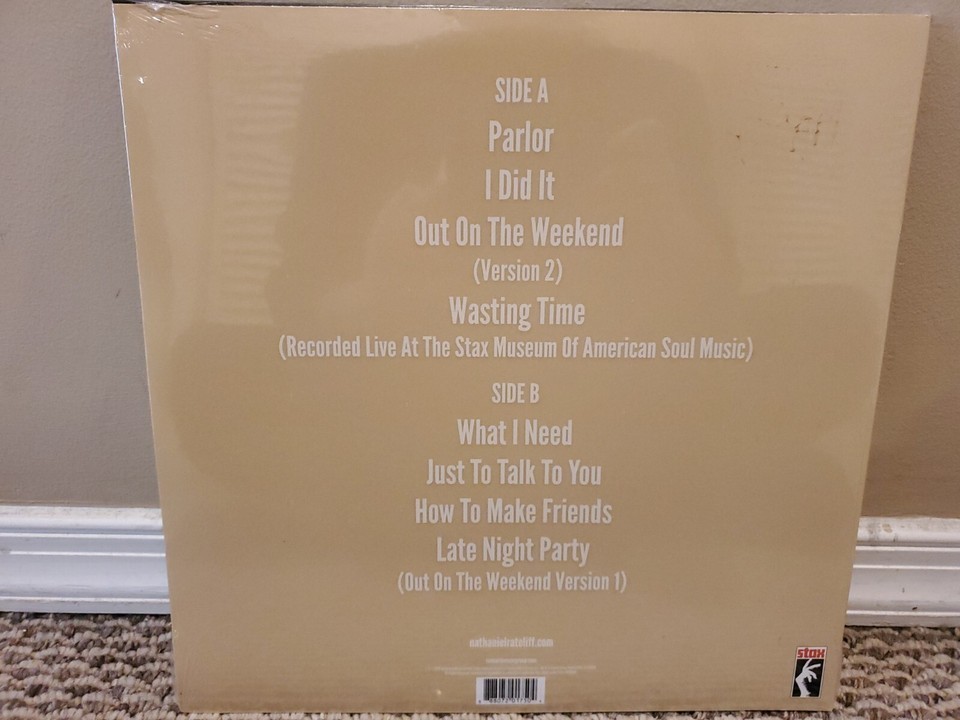 SIDE A
Parlor
I Did It
Out On The Weekend
(Version 2)
Wasting Time
(Recorded Live At The Stax Museum Of American Soul Music)
SIDE B
What I Need
Just To Talk To You
How To Make Friends
Late Night Party
(Out On The Weekend Version 1)
nathanielrateliff.com
stax